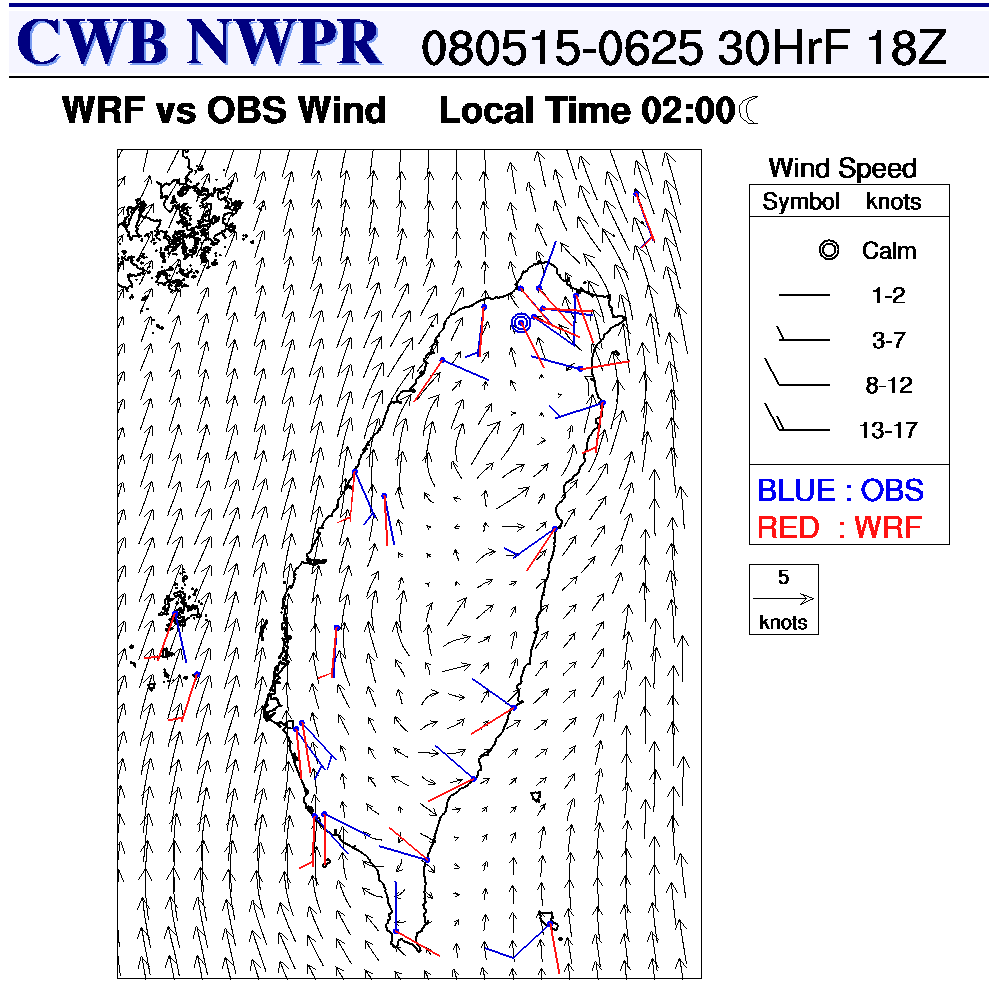 CWB NWPR 080515-0625 30HrF 18Z
WRF vs OBS Wind Local Time 02:00☾
Wind Speed
Symbol knots
Calm
1-2
3-7
8-12
13-17
BLUE : OBS
RED : WRF
5
knots